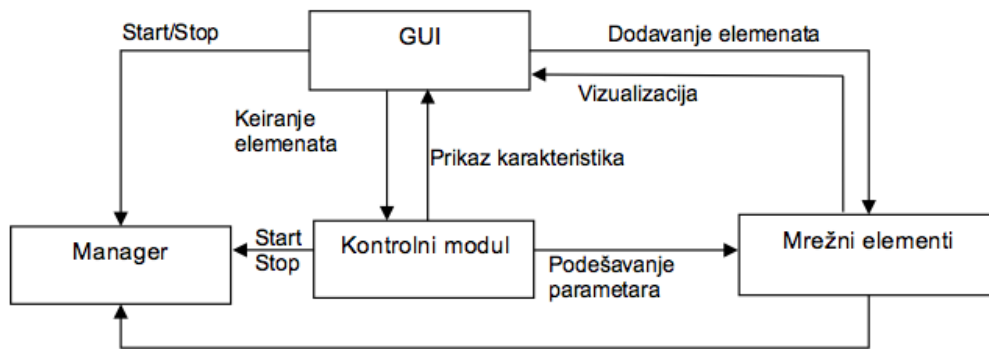 Start/Stop
GUI
Dodavanje elemenata
Vizualizacija
Keiranje
elemenata
Prikaz karakteristika
Manager
Start
Stop
Kontrolni modul
Podešavanje
parametara
Mrežni elementi